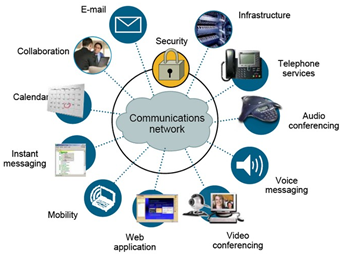 E-mail
Infrastructure
Security
Collaboration
Telephone
services
Calendar
Communications
network
Audio
conferencing
Instant
messaging
Voice
messaging
Mobility
Web
application
Video
conferencing